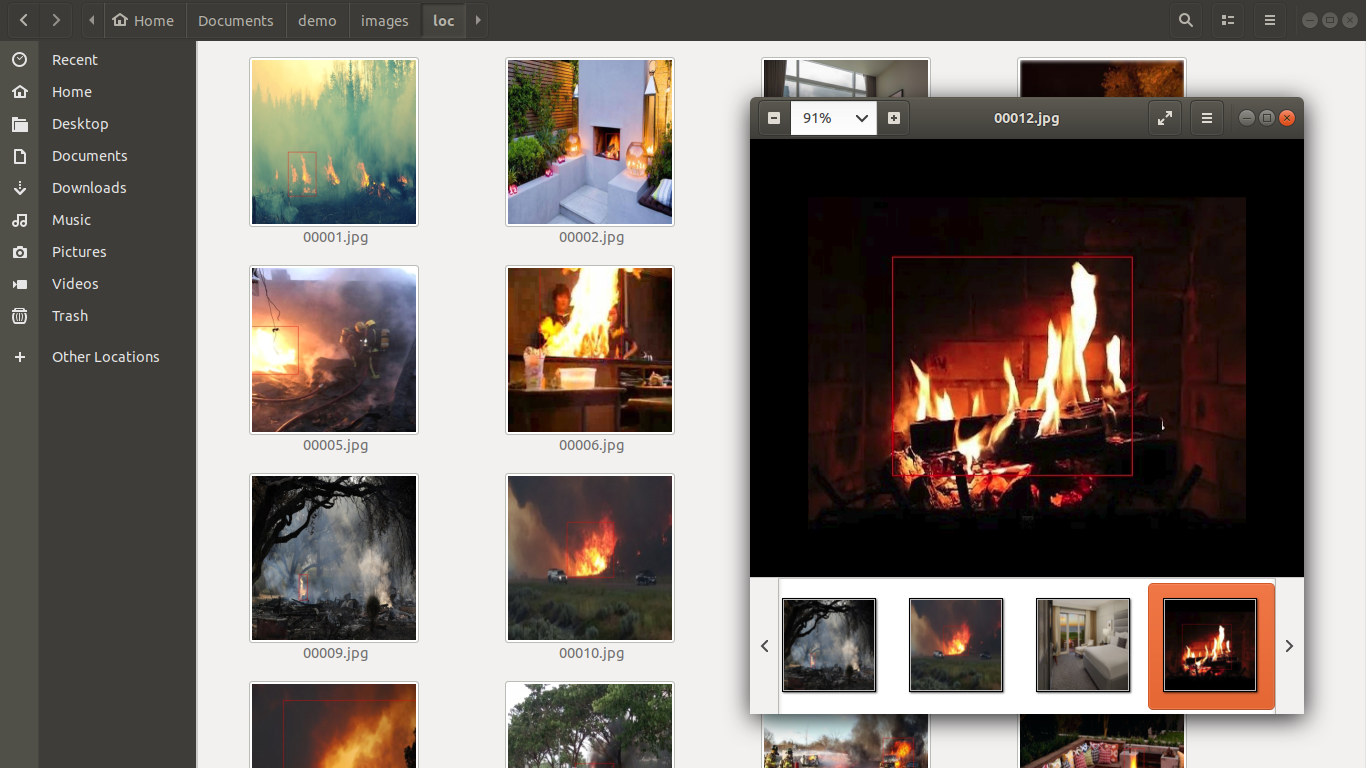 Home Documents demo images loc
Recent
Home
Desktop
Documents
Downloads
Music
Pictures
Videos
Trash
Other Locations
00001.jpg 00002.jpg
00005.jpg 00006.jpg
00009.jpg 00010.jpg
91% 00012.jpg